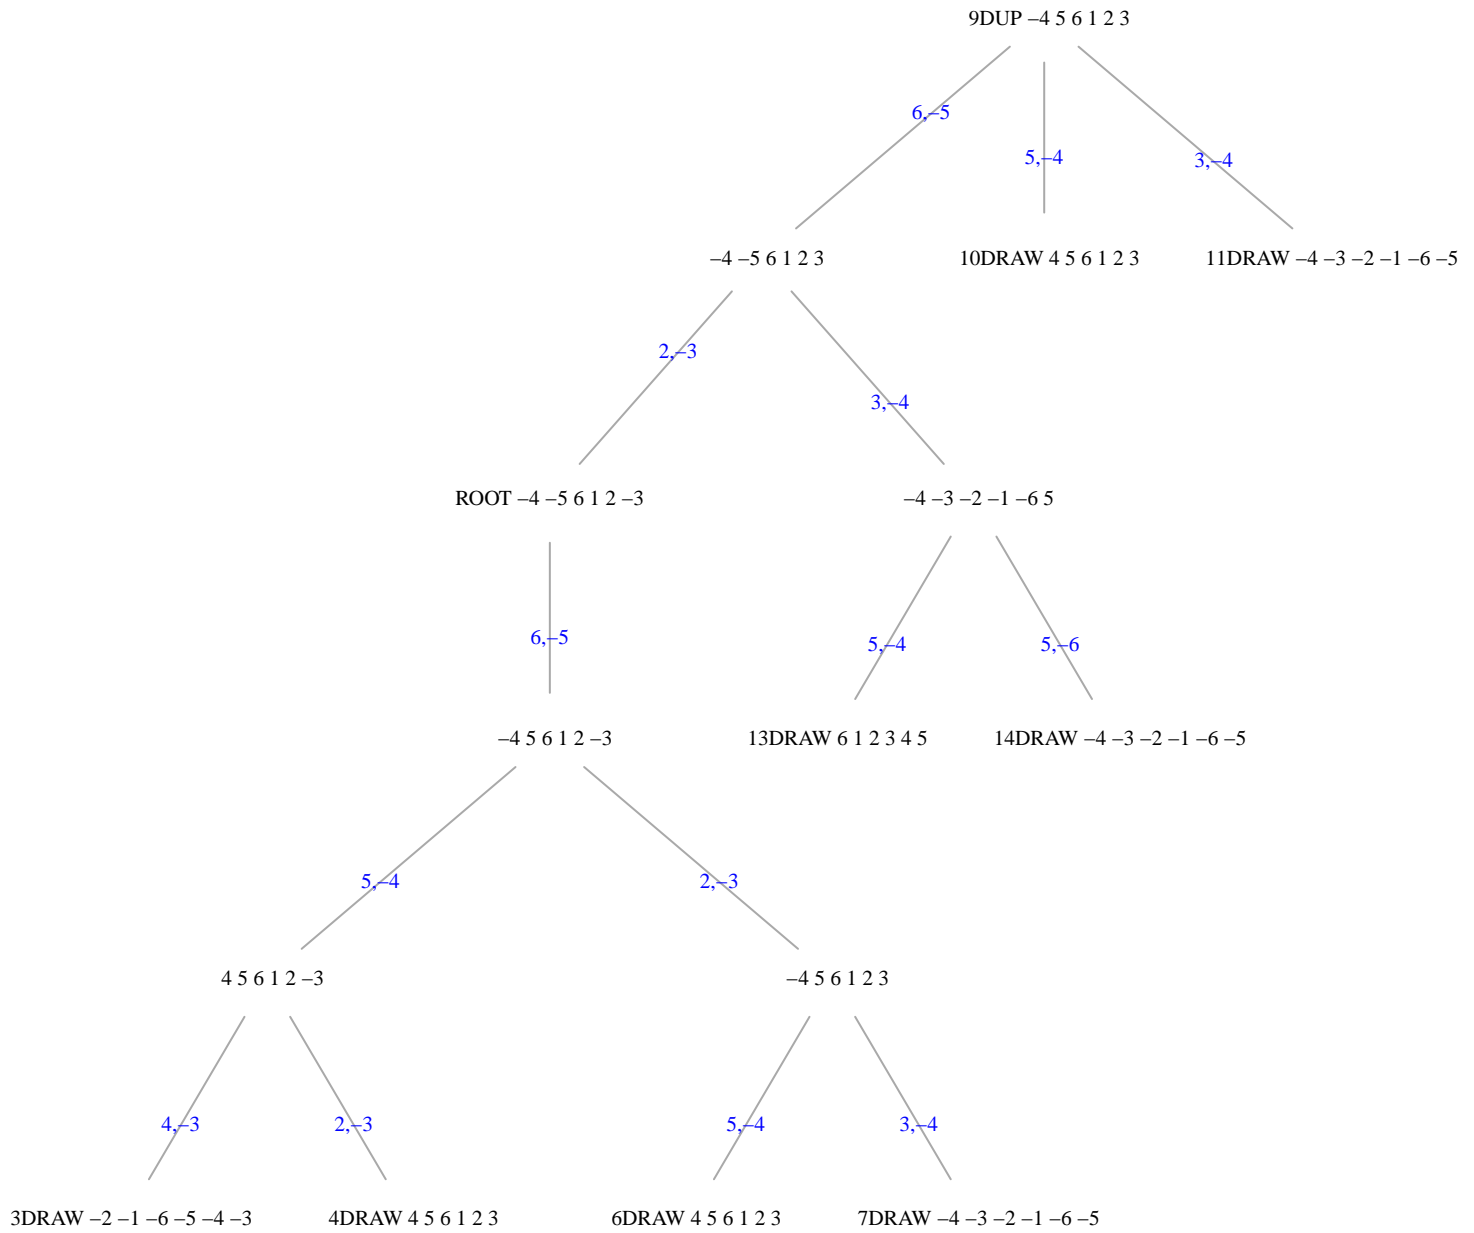 9DUP –4 5 6 1 2 3
6,–5
5,–4
3,–4
–4 –5 6 1 2 3
10DRAW 4 5 6 1 2 3
11DRAW –4 –3 –2 –1 –6 –5
2,–3
3,–4
ROOT –4 –5 6 1 2 –3
–4 –3 –2 –1 –6 5
6,–5
5,–4
5,–6
–4 5 6 1 2 –3
13DRAW 6 1 2 3 4 5
14DRAW –4 –3 –2 –1 –6 –5
5,–4
2,–3
4 5 6 1 2 –3
–4 5 6 1 2 3
4,–3
2,–3
5,–4
3,–4
3DRAW –2 –1 –6 –5 –4 –3
4DRAW 4 5 6 1 2 3
6DRAW 4 5 6 1 2 3
7DRAW –4 –3 –2 –1 –6 –5